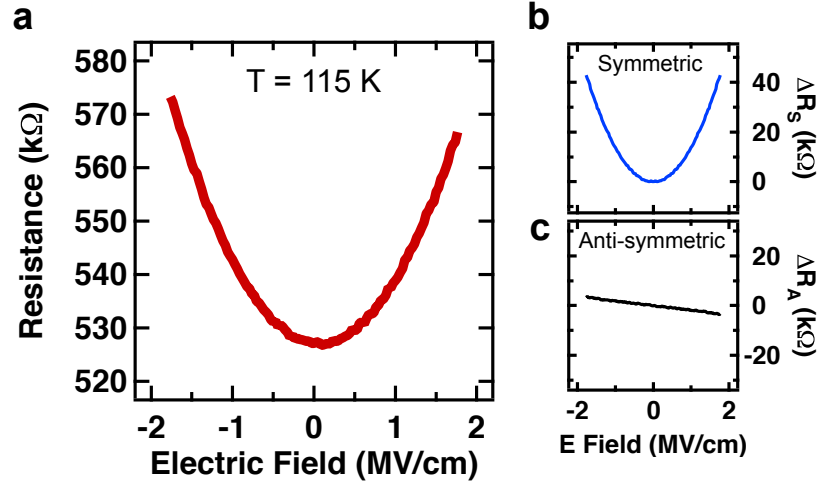 a
T = 115 K
Resistance (kΩ)
580
570
560
550
540
530
520
-2 -1 0 1 2
Electric Field (MV/cm)
b
Symmetric
40
20
0
ΔRS (kΩ)
c
Anti-symmetric
20
0
-20
ΔRA (kΩ)
-2 0 2
E Field (MV/cm)